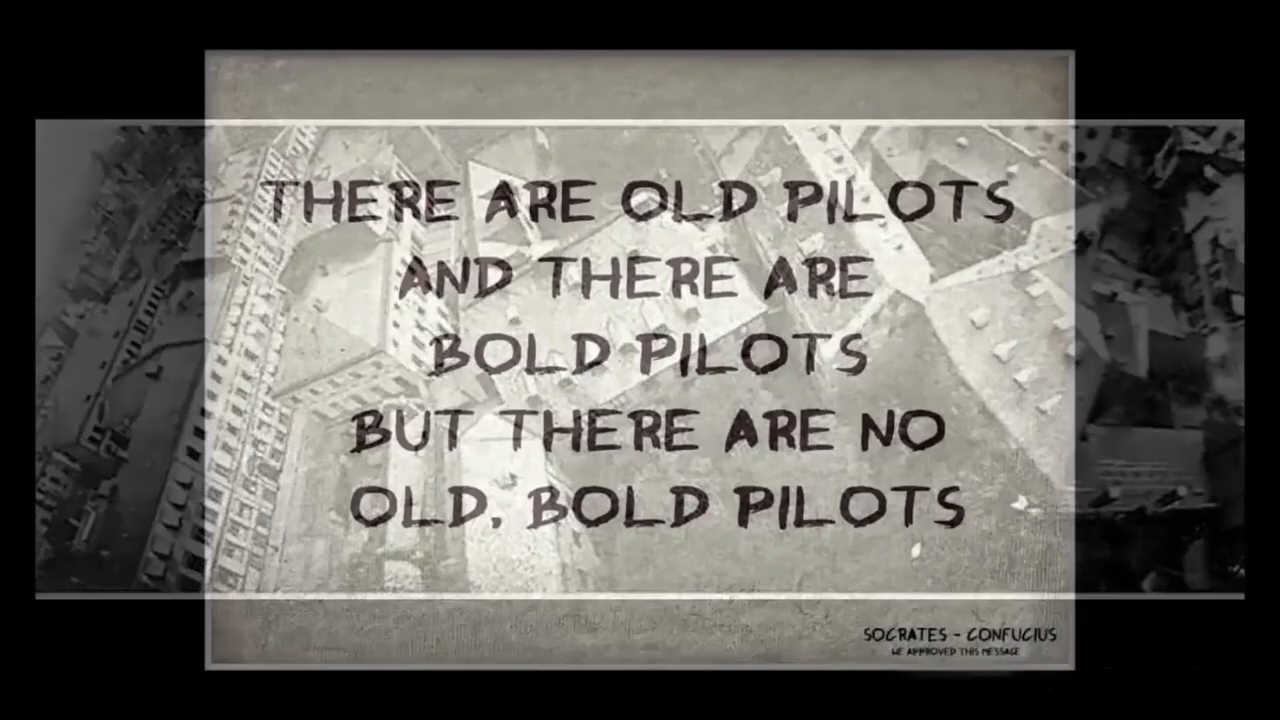 THERE ARE OLD PILOTS
AND THERE ARE
BOLD PILOTS
BUT THERE ARE NO
OLD, BOLD PILOTS
SOCRATES - CONFUCIUS
WE APPROVED THIS MESSAGE